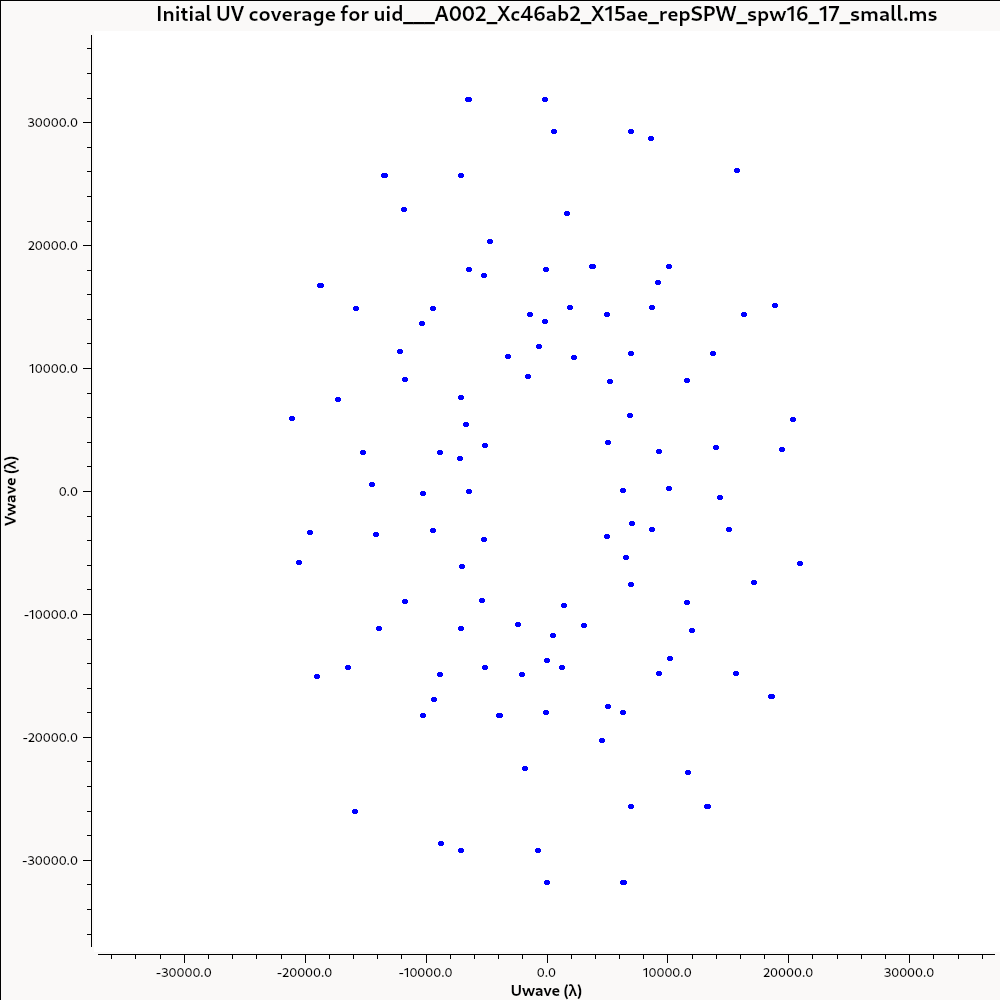 Initial UV coverage for uid___A002_Xc46ab2_X15ae_repSPW_spw16_17_small.ms
30000.0
20000.0
10000.0
0.0
-10000.0
-20000.0
-30000.0
Vwave (λ)
-30000.0 -20000.0 -10000.0 0.0 10000.0 20000.0 30000.0
Uwave (λ)